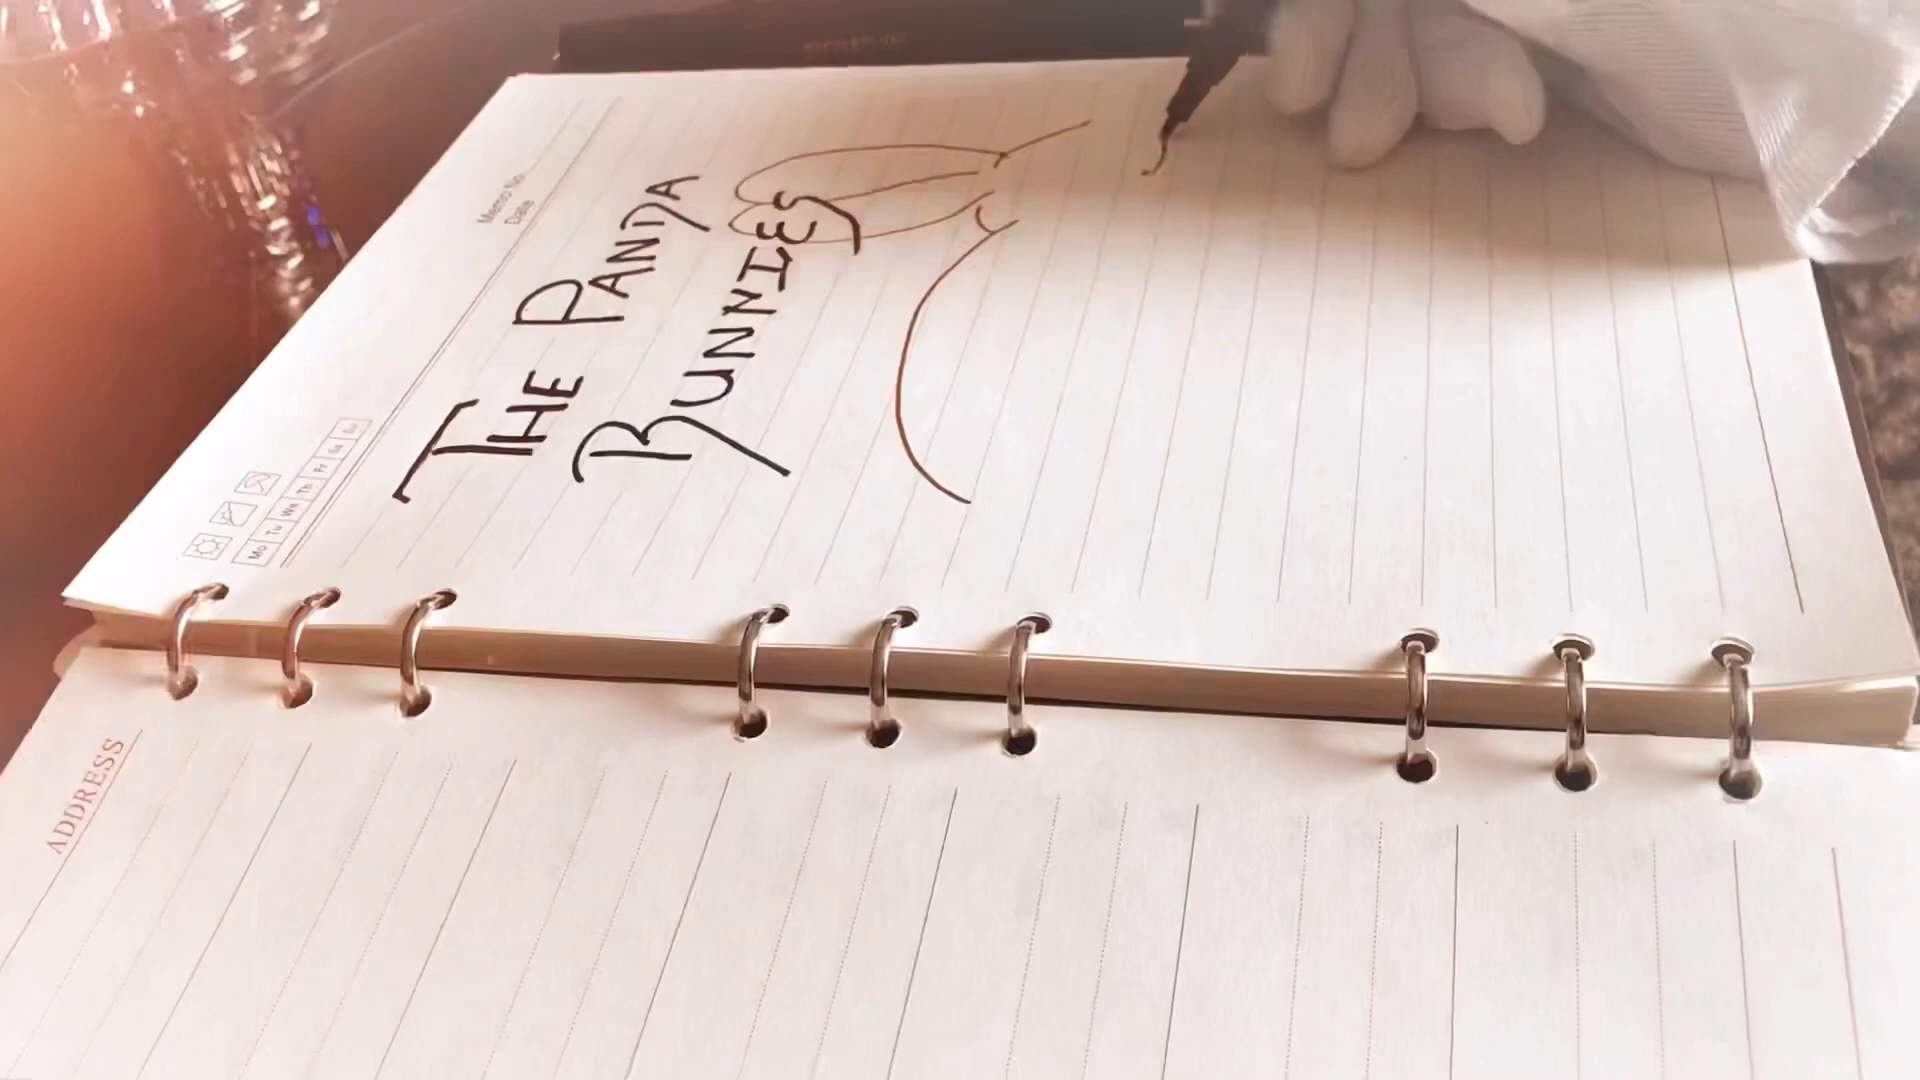 Memo No.
Date
Mo Tu We Th Fr Sa Su
THE PANDA
BUNNIES
ADDRESS